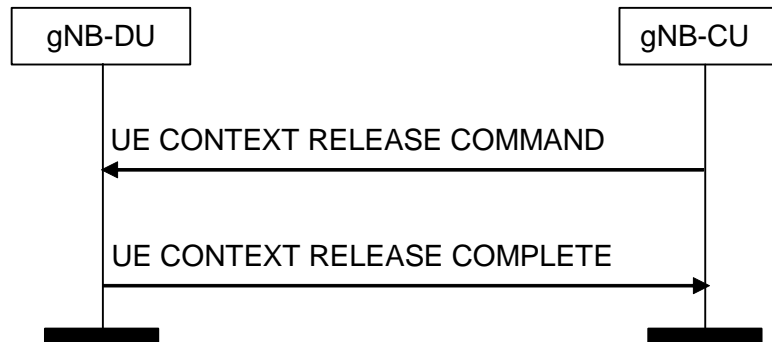 gNB-DU
gNB-CU
UE CONTEXT RELEASE COMMAND
UE CONTEXT RELEASE COMPLETE